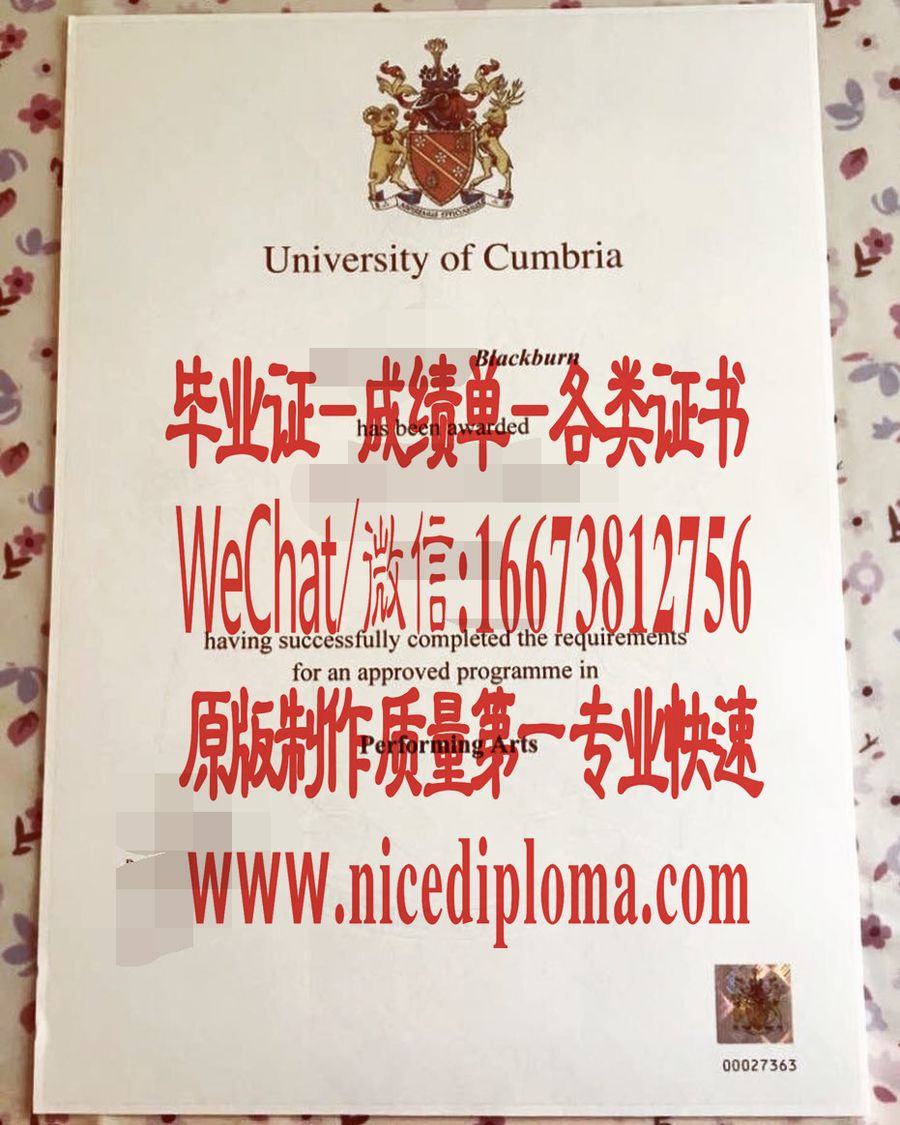 University of Cumbria
Blackburn
毕业证一成绩单一各类证书
has been awarded
WeChat/微信:16673812756
having successfully completed the requirements
for an approved programme in
原版制作质量第一专业快速
Performing Arts
www.nicediploma.com
00027363